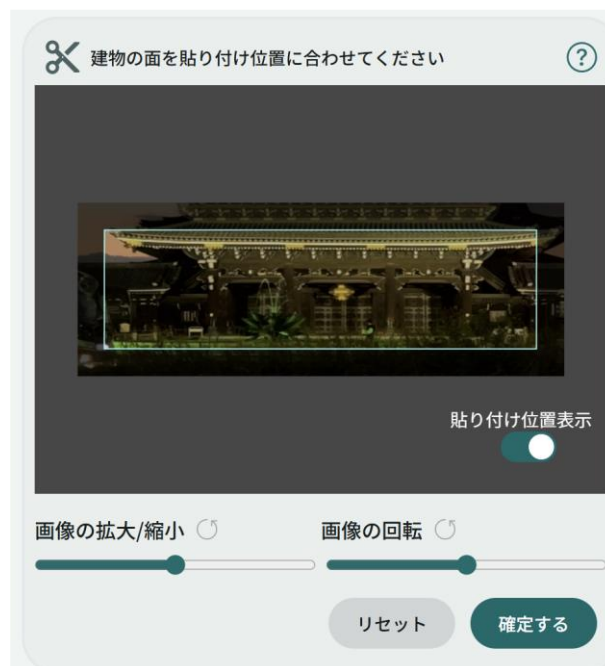 建物の面を貼り付け位置に合わせてください
?
貼り付け位置表示
画像の拡大/縮小
画像の回転
リセット
確定する